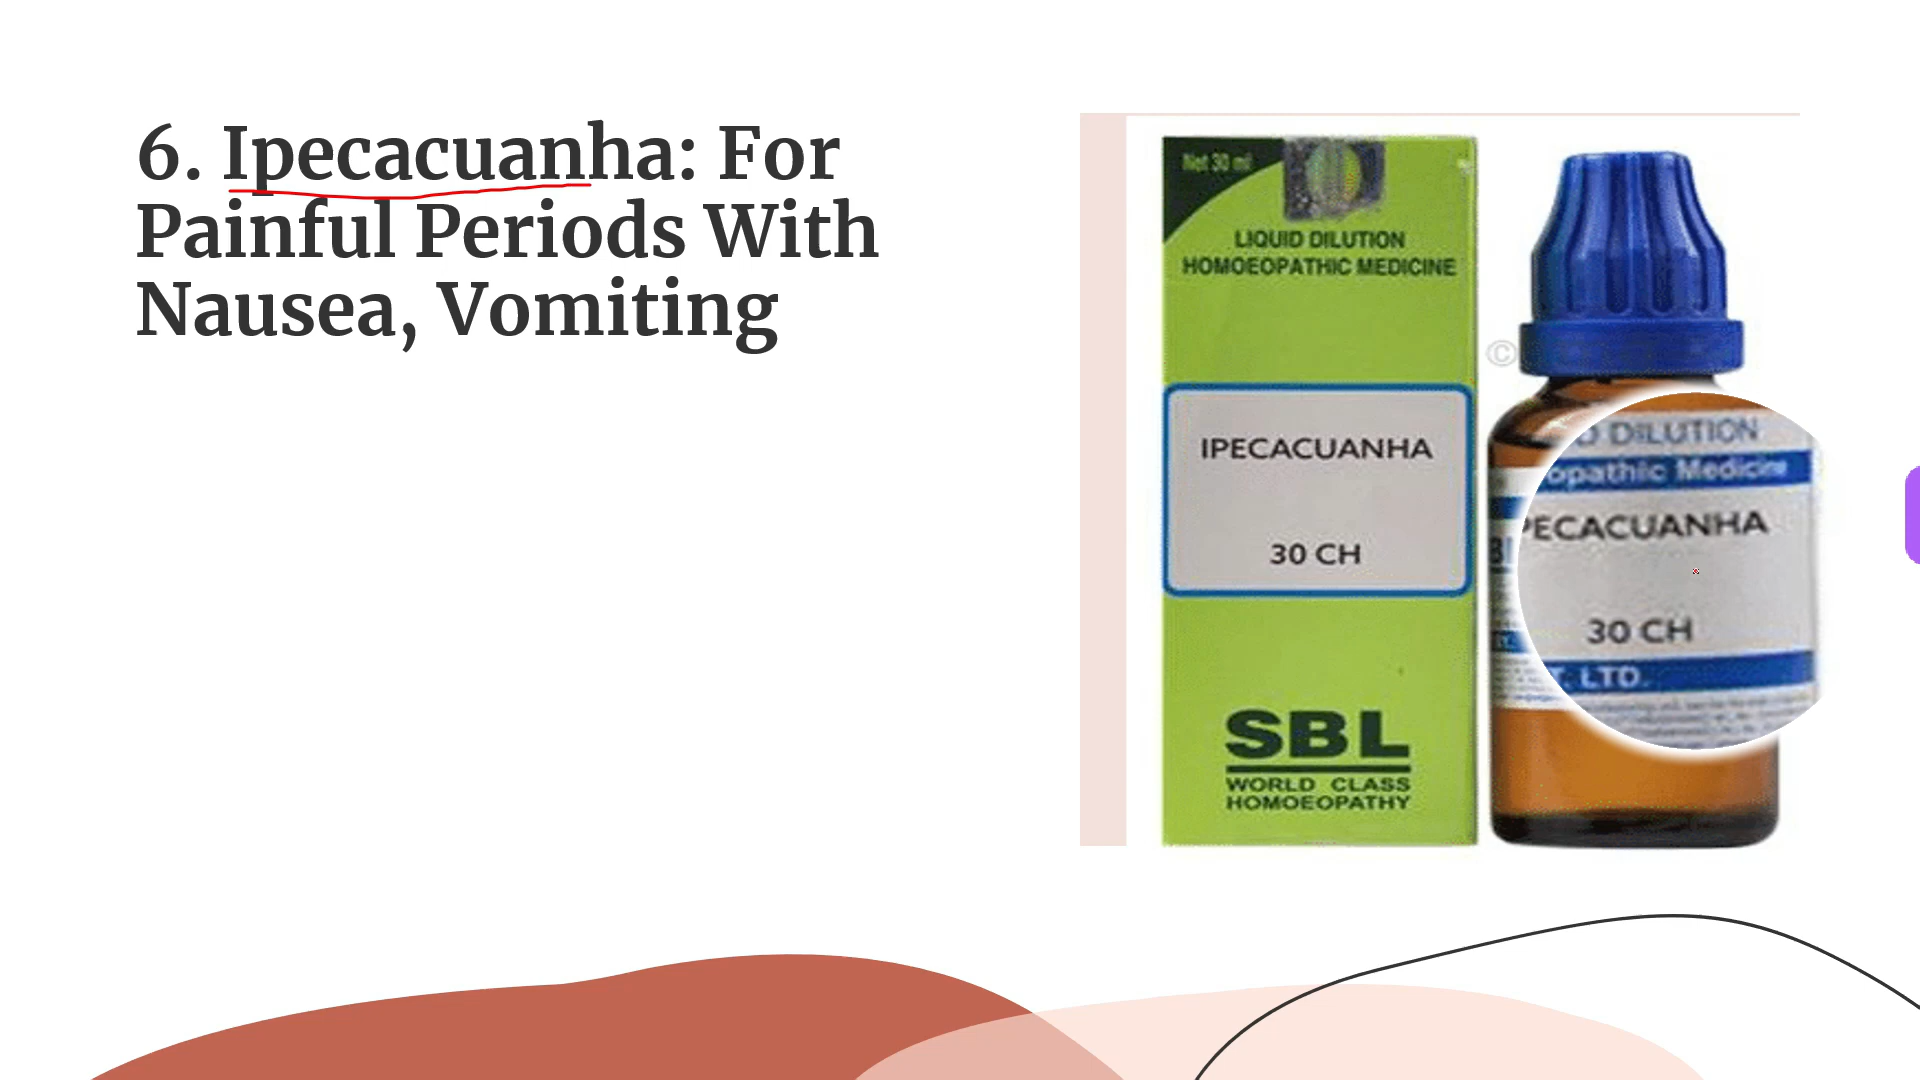 6. Ipecacuanha: For
Painful Periods With
Nausea, Vomiting
Net 30 ml
LIQUID DILUTION
HOMOEOPATHIC MEDICINE
IPECACUANHA
30 CH
SBL
WORLD CLASS
HOMOEOPATHY
©
D DILUTION
opathic Medicine
PECACUANHA
30 CH
T. LTD.